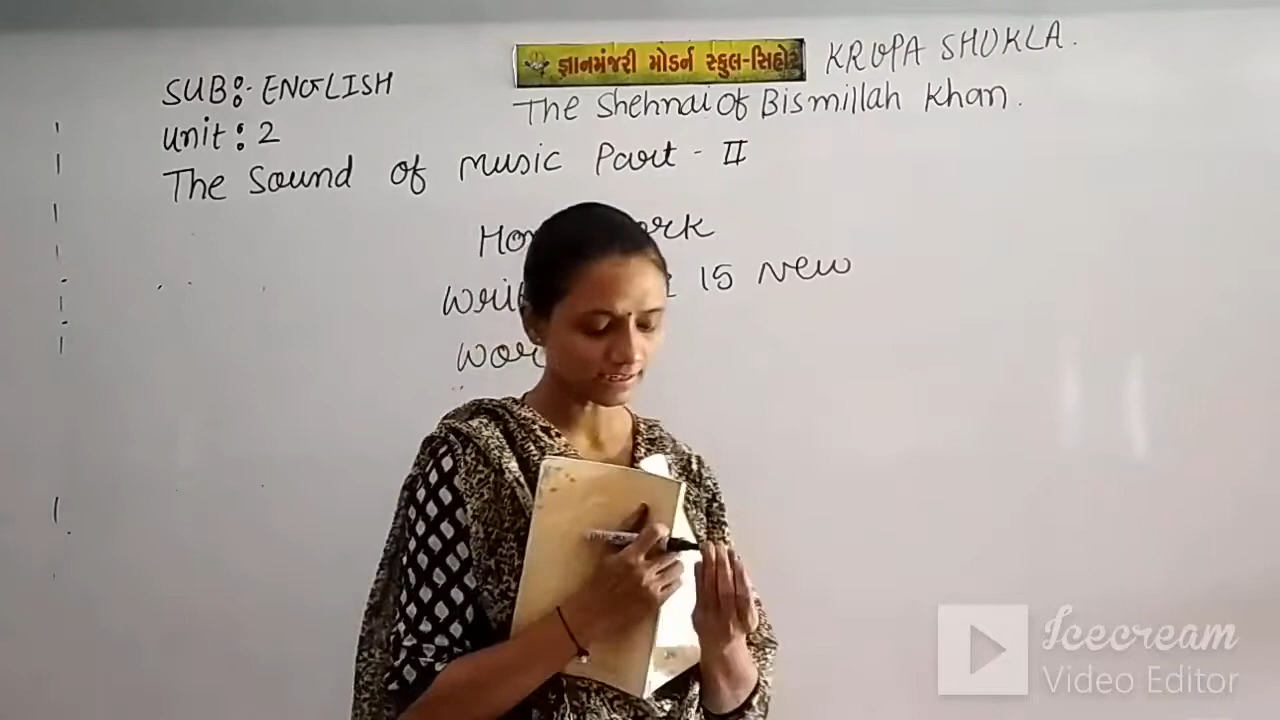 જ્ઞાનમંજરી મોડર્ન સ્કુલ-સિહોર
KRUPA SHUKLA.
SUB:- ENGLISH
The Shehnai of Bismillah Khan.
Unit: 2
The Sound of Music Part - II
15 New
Icecream
Video Editor